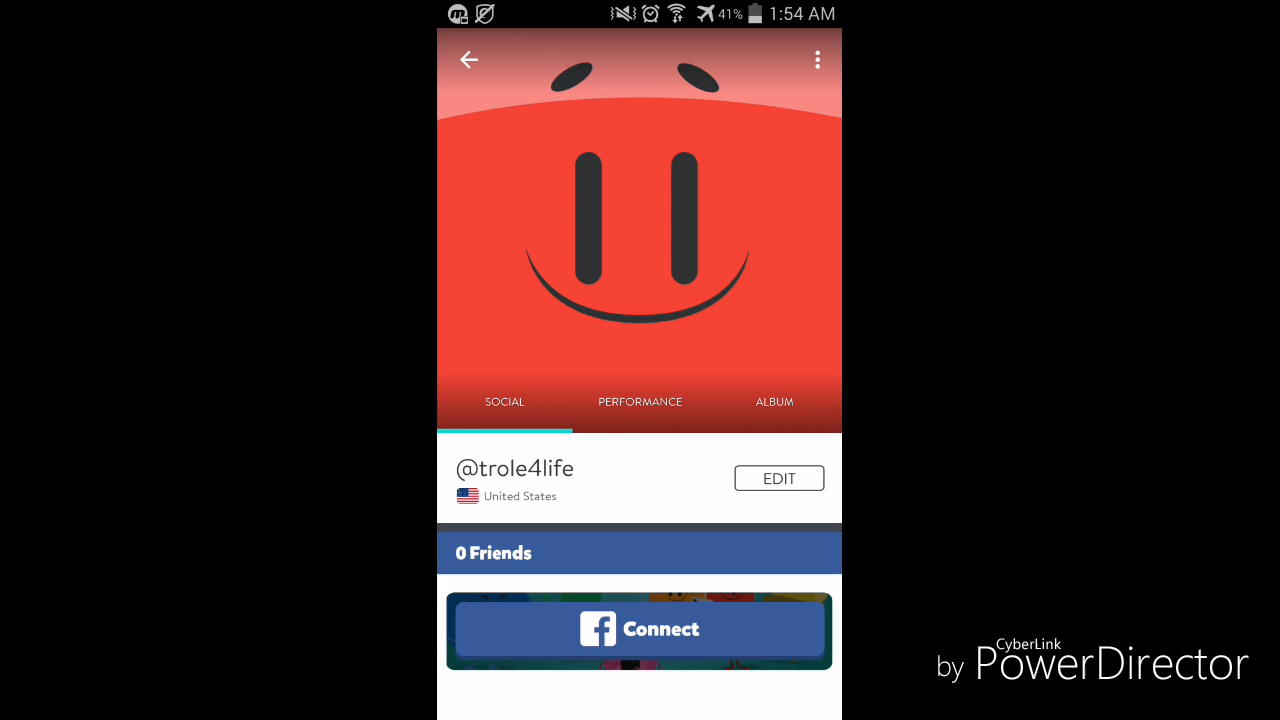 41% 1:54 AM
SOCIAL PERFORMANCE ALBUM
@trole4life
EDIT
United States
0 Friends
Connect
CyberLink
by PowerDirector